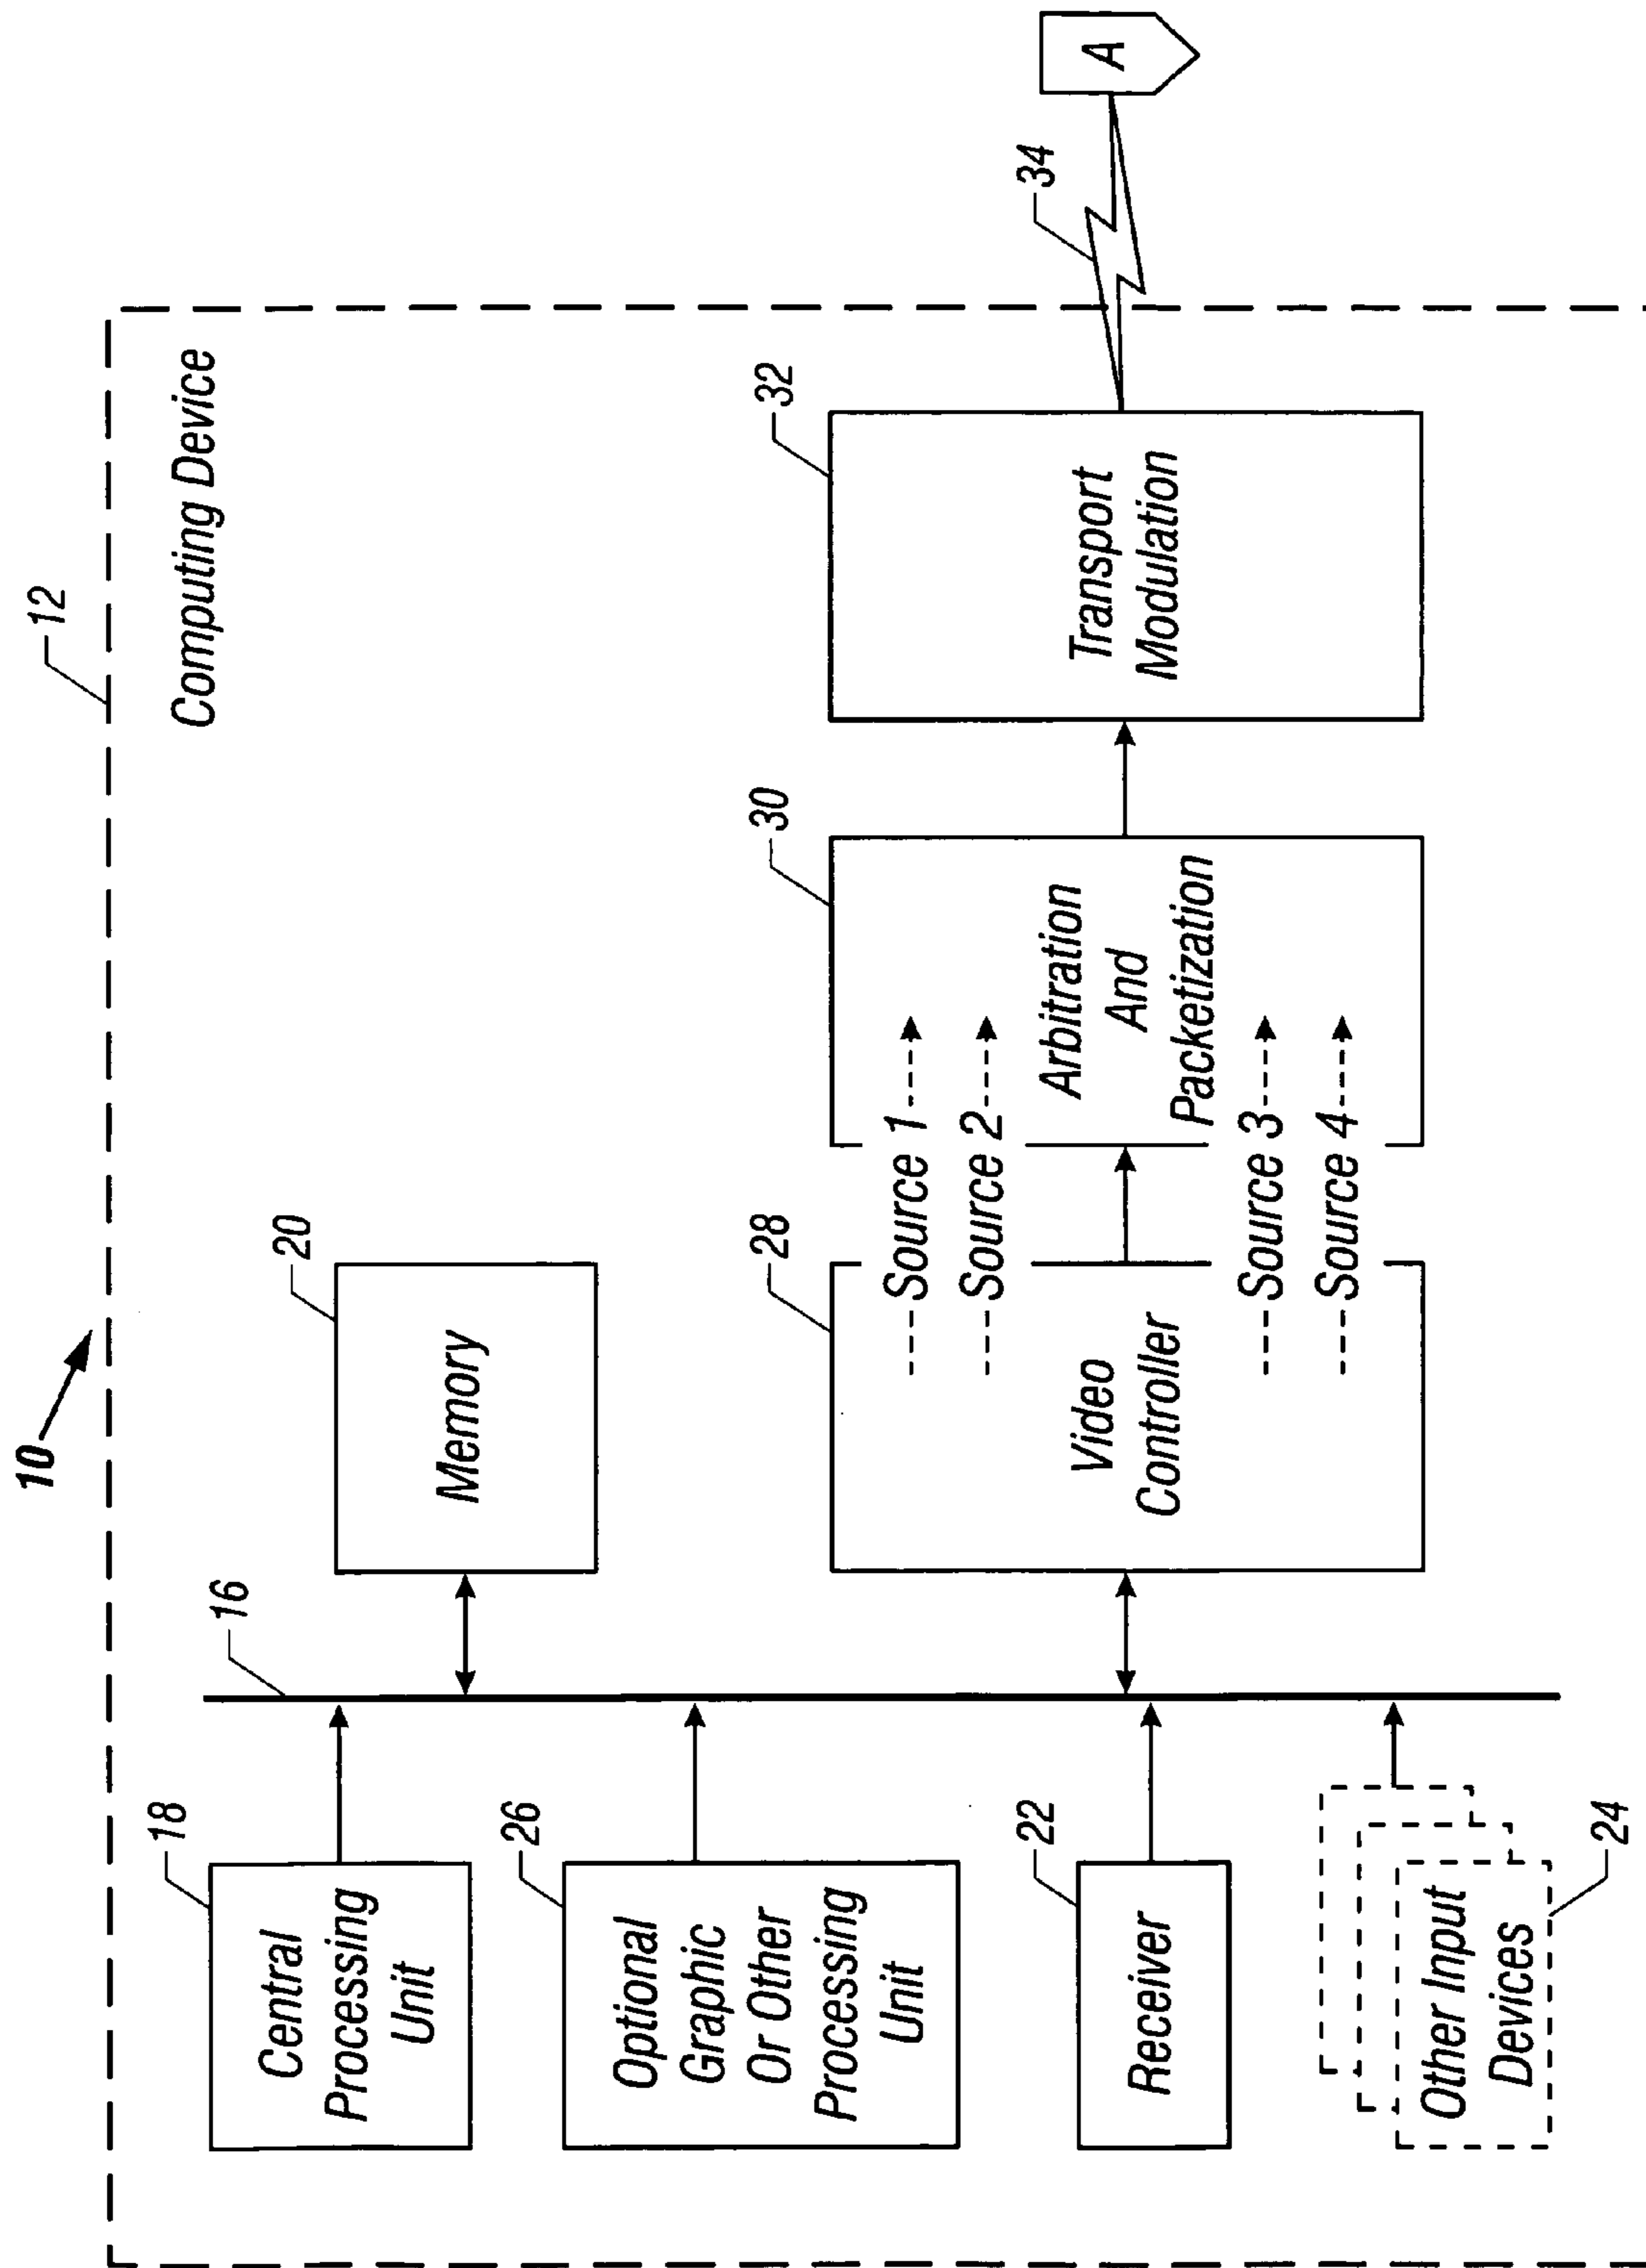 10
12
Computing Device
18
Central
Processing
Unit
16
20
Memory
26
Optional
Graphic
Or Other
Processing
Unit
28
Video
Controller
Source 1
Source 2
Source 3
Source 4
30
Arbitration
And
Packetization
32
Transport
Modulation
34
A
22
Receiver
Other Input
Devices
24